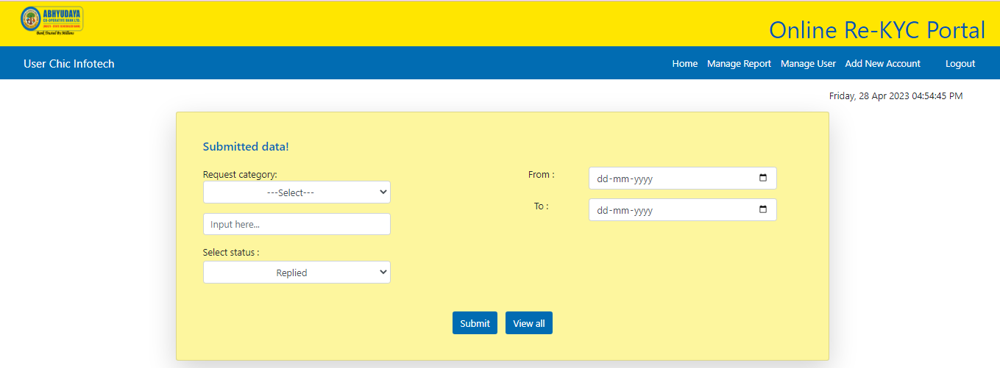 ABHYUDAYA
CO-OPERATIVE BANK LTD.
Bank Trusted By Millions
Online Re-KYC Portal
User Chic Infotech
Home Manage Report Manage User Add New Account Logout
Friday, 28 Apr 2023 04:54:45 PM
Submitted data!
Request category:
---Select---
Input here...
Select status :
Replied
From :
dd-mm-yyyy
To :
dd-mm-yyyy
Submit View all